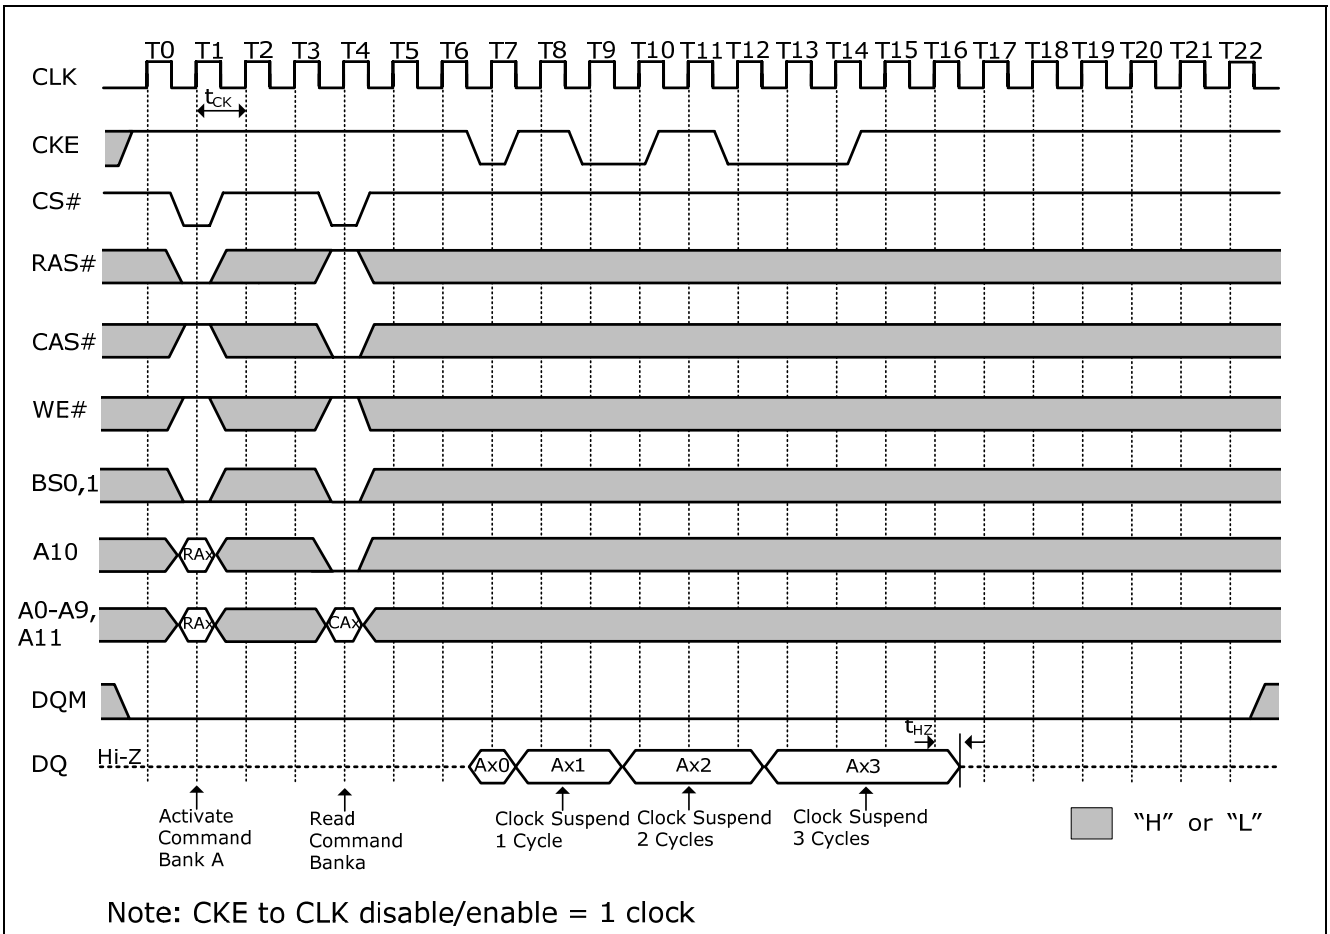 T0 T1 T2 T3 T4 T5 T6 T7 T8 T9 T10 T11 T12 T13 T14 T15 T16 T17 T18 T19 T20 T21 T22
CLK
tCK
CKE
CS#
RAS#
CAS#
WE#
BS0,1
A10
RAx
A0-A9,
A11
RAx
CAx
DQM
tHZ
DQ
Hi-Z
Ax0
Ax1
Ax2
Ax3
Activate
Command
Bank A
Read
Command
Banka
Clock Suspend
1 Cycle
Clock Suspend
2 Cycles
Clock Suspend
3 Cycles
“H” or “L”
Note: CKE to CLK disable/enable = 1 clock